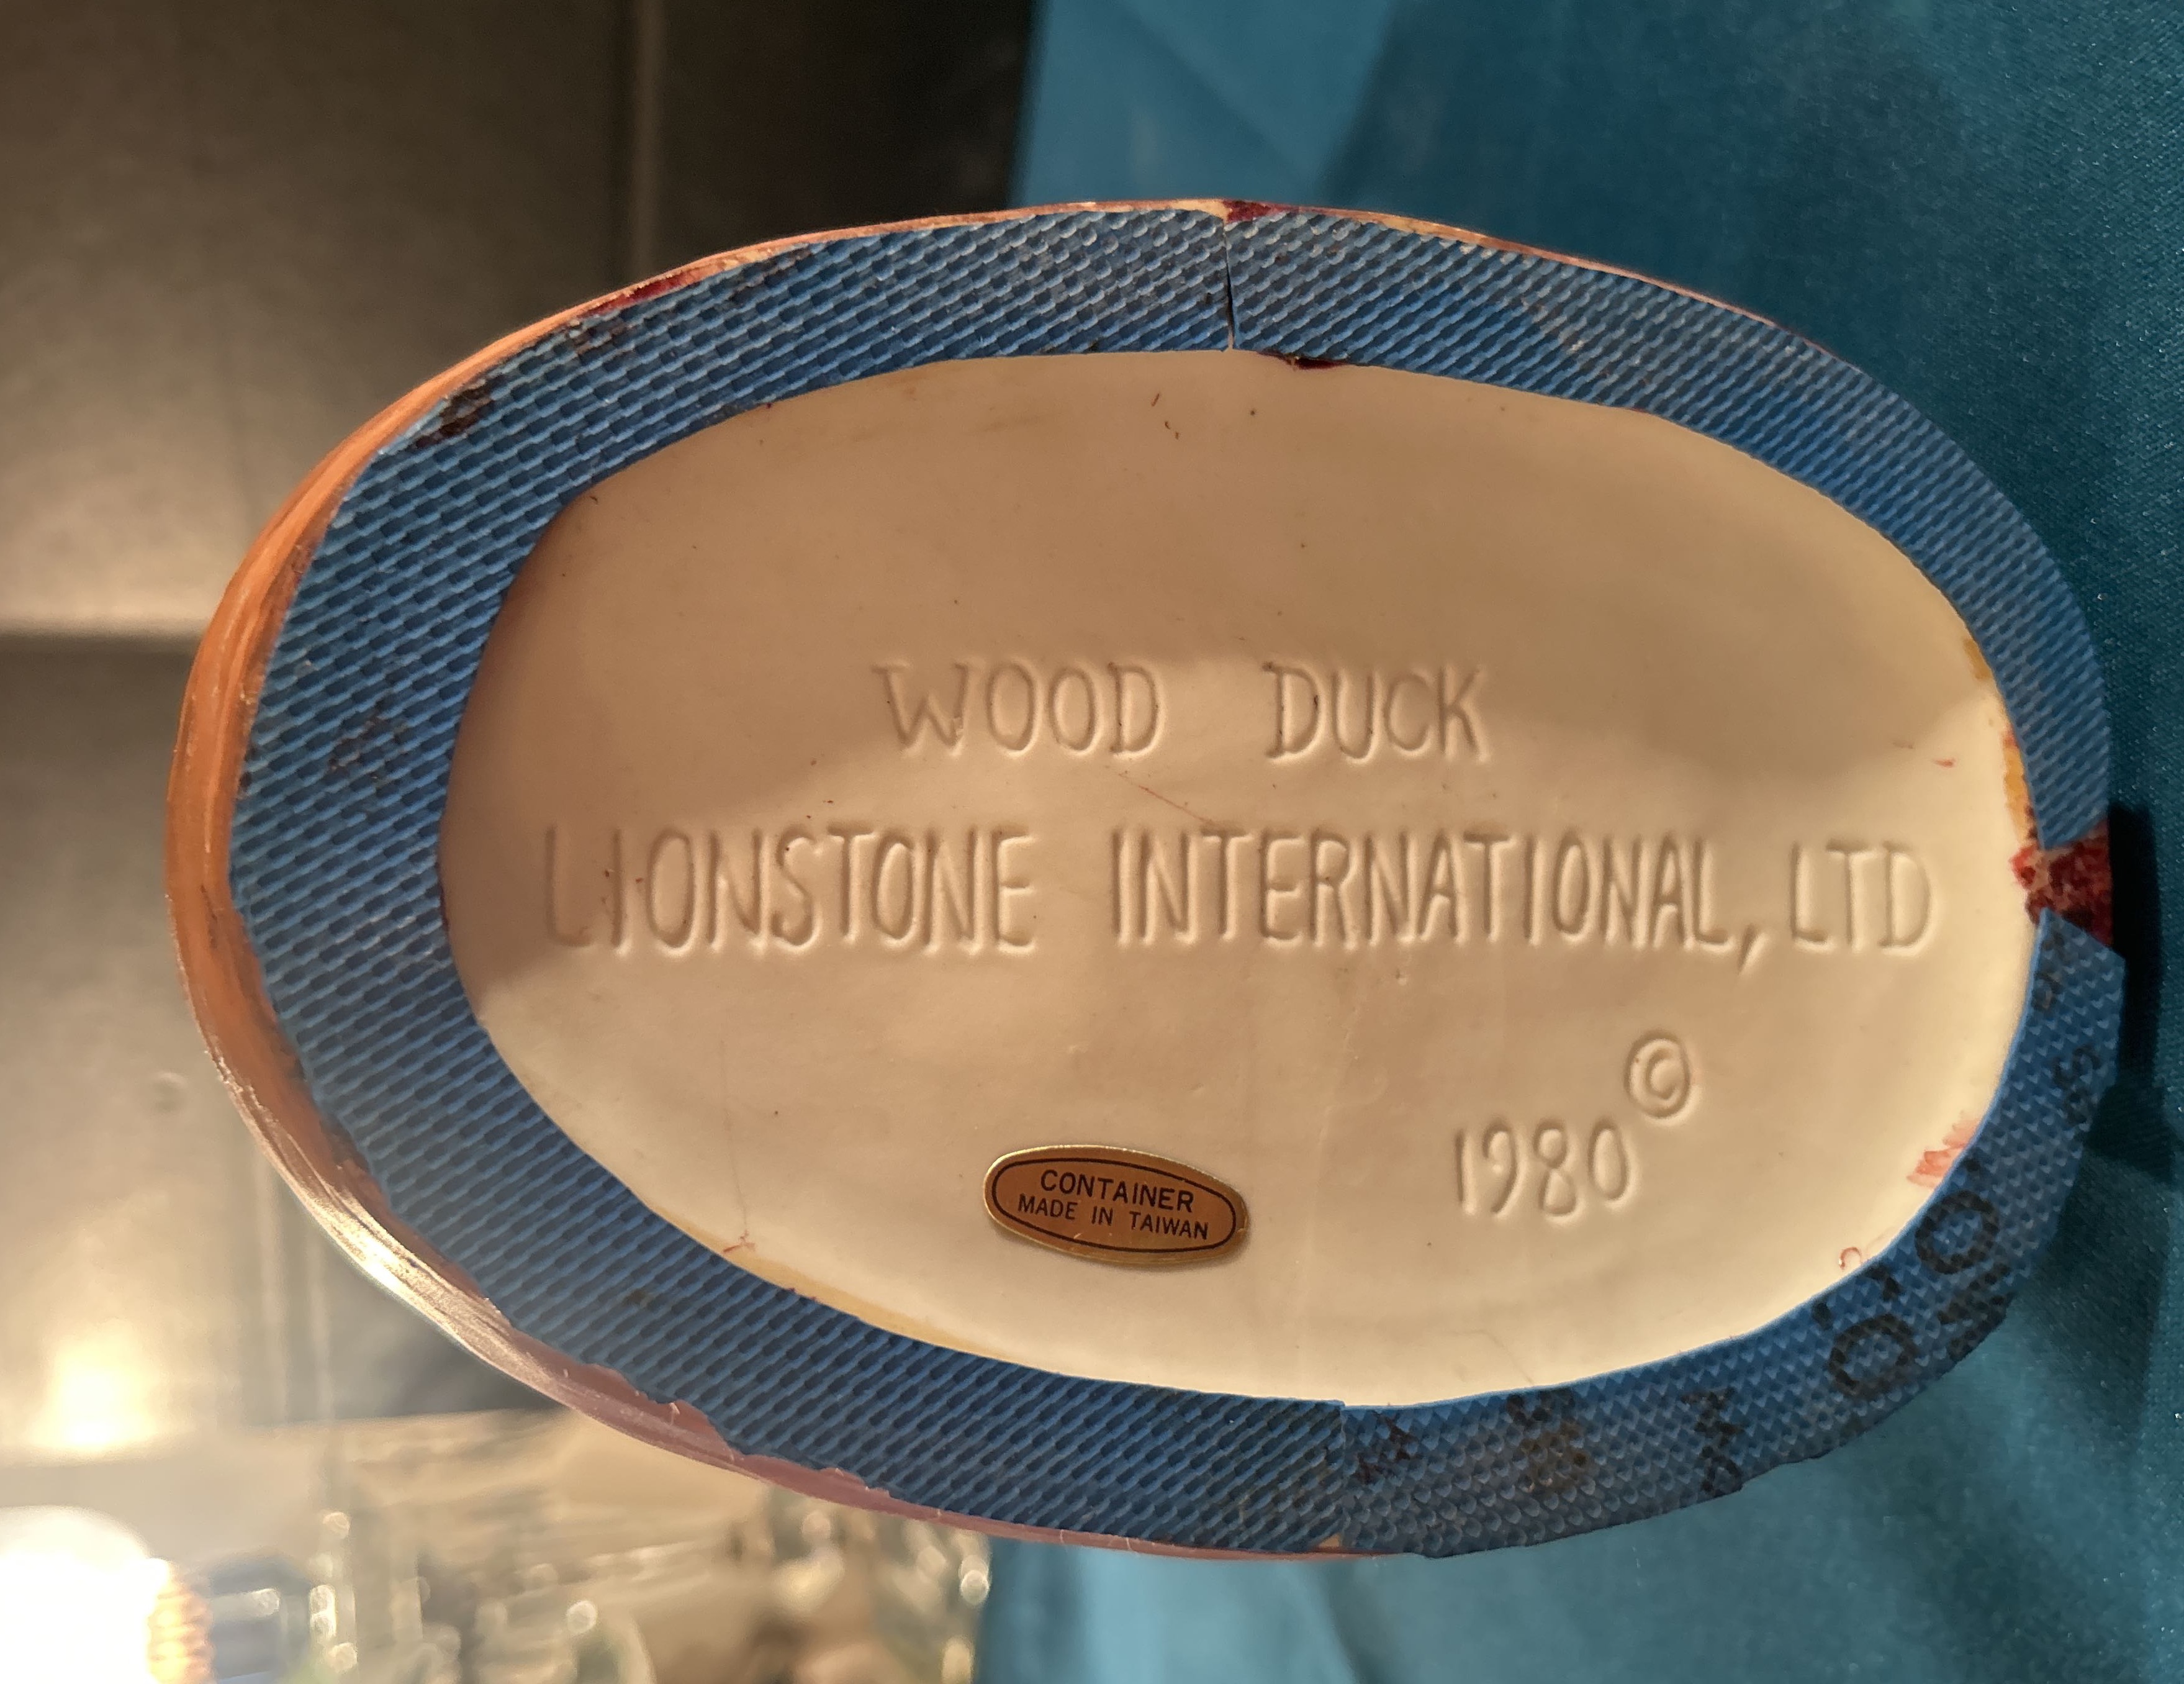 WOOD DUCK
LIONSTONE INTERNATIONAL, LTD
1980 ©
CONTAINER
MADE IN TAIWAN